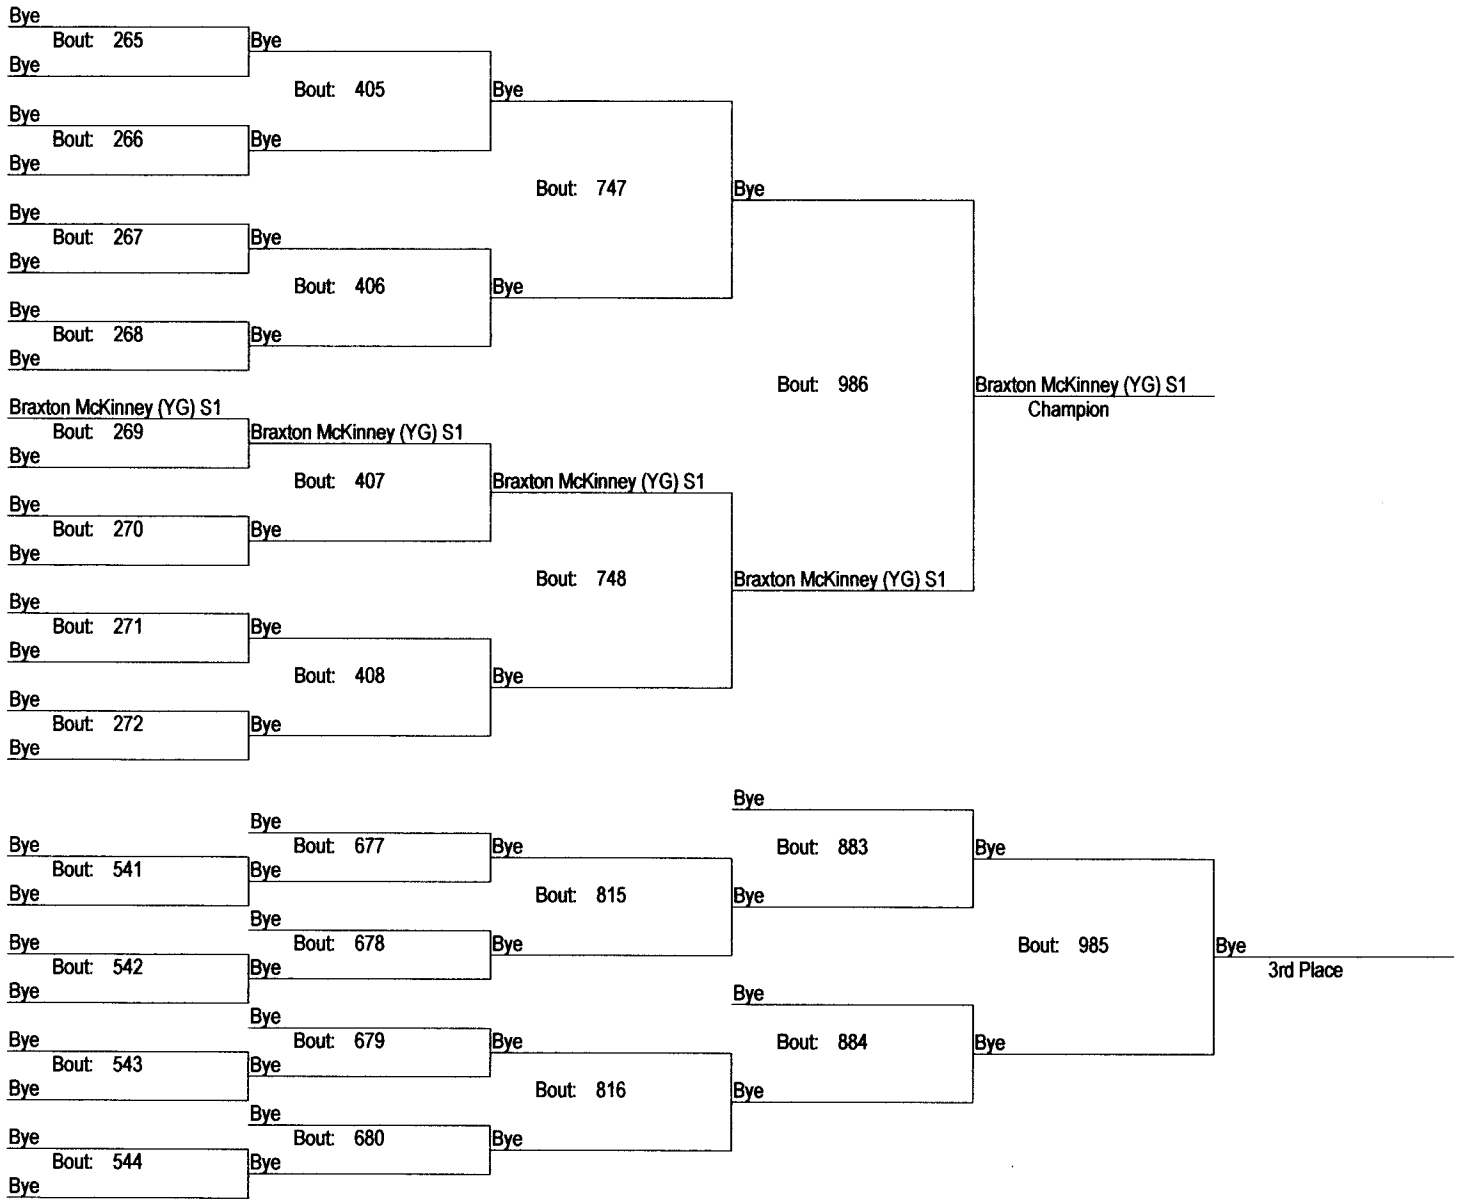 Bye
Bout: 265 Bye
Bye
Bout: 405 Bye
Bye
Bout: 266 Bye
Bye
Bout: 747 Bye
Bye
Bout: 267 Bye
Bye
Bout: 406 Bye
Bye
Bout: 268 Bye
Bye
Bout: 986 Braxton McKinney (YG) S1
Champion
Braxton McKinney (YG) S1
Bout: 269 Braxton McKinney (YG) S1
Bye
Bout: 407 Braxton McKinney (YG) S1
Bye
Bout: 270 Bye
Bye
Bout: 748 Braxton McKinney (YG) S1
Bye
Bout: 271 Bye
Bye
Bout: 408 Bye
Bye
Bout: 272 Bye
Bye
Bye
Bye
Bye Bout: 677 Bye Bout: 883 Bye
Bout: 541 Bye
Bye Bout: 815 Bye
Bye
Bye Bout: 678 Bye Bout: 985 Bye
Bout: 542 Bye 3rd Place
Bye Bye
Bye
Bye Bout: 679 Bye Bout: 884 Bye
Bout: 543 Bye
Bye Bout: 816 Bye
Bye
Bye Bout: 680 Bye
Bout: 544 Bye
Bye